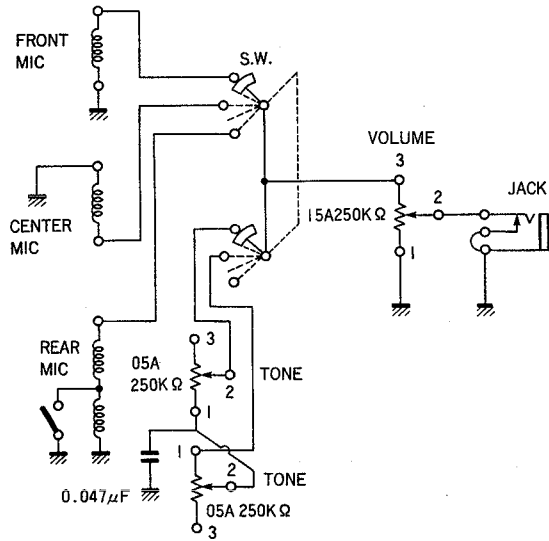 FRONT
MIC
S.W.
VOLUME
3
JACK
2
15A250KΩ
CENTER
MIC
1
REAR
MIC
3
05A
250KΩ
TONE
2
1
1
2
TONE
0.047μF
05A 250KΩ
3